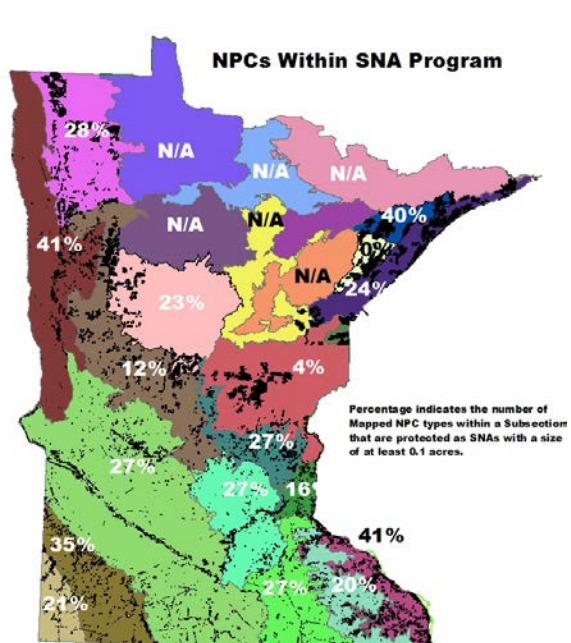 NPCs Within SNA Program
28%
N/A
N/A
N/A
N/A
N/A
40%
41%
0%
N/A
24%
23%
12%
4%
Percentage indicates the number of
Mapped NPC types within a Subsection
that are protected as SNAs with a size
of at least 0.1 acres.
27%
27%
27%
16%
41%
35%
20%
27%
21%